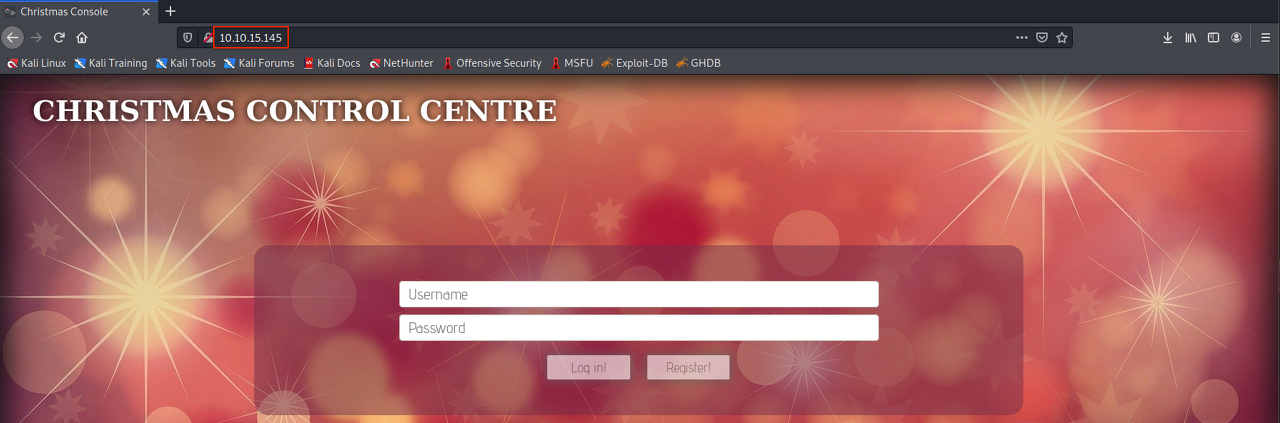 Christmas Console
10.10.15.145
Kali Linux Kali Training Kali Tools Kali Forums Kali Docs NetHunter Offensive Security MSFU Exploit-DB GHDB
CHRISTMAS CONTROL CENTRE
Username
Password
Log in! Register!